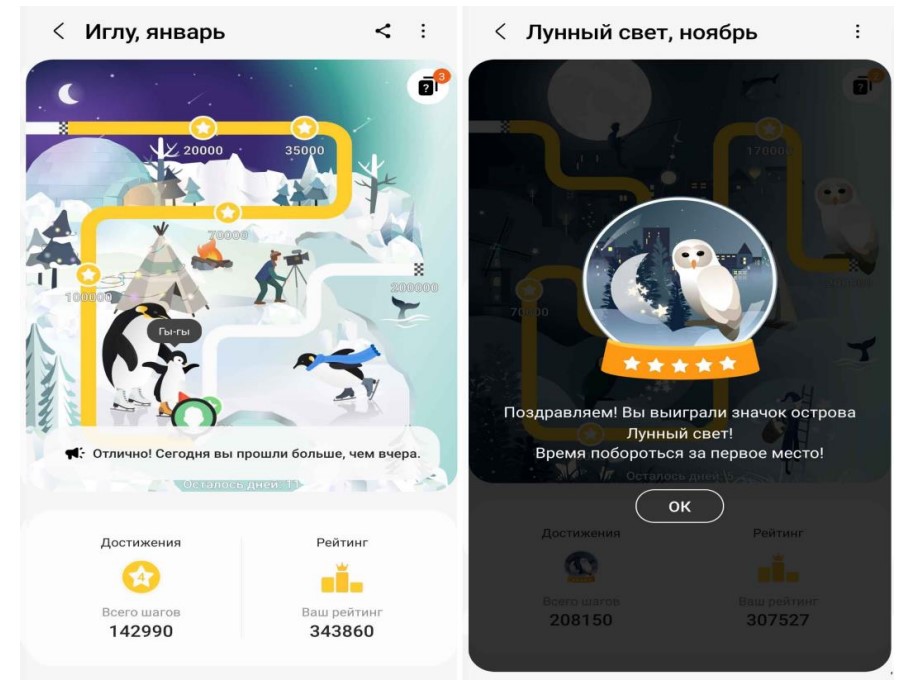 Иглу, январь
3
?
20000
35000
70000
100000
200000
Гы-гы
Отлично! Сегодня вы прошли больше, чем вчера.
Осталось дней: 11
Достижения
Рейтинг
4
Всего шагов
Ваш рейтинг
142990
343860
Лунный свет, ноябрь
?
170000
70000
Поздравляем! Вы выиграли значок острова
Лунный свет!
Время побороться за первое место!
Осталось дней: 5
ОК
Достижения
Рейтинг
Всего шагов
Ваш рейтинг
208150
307527